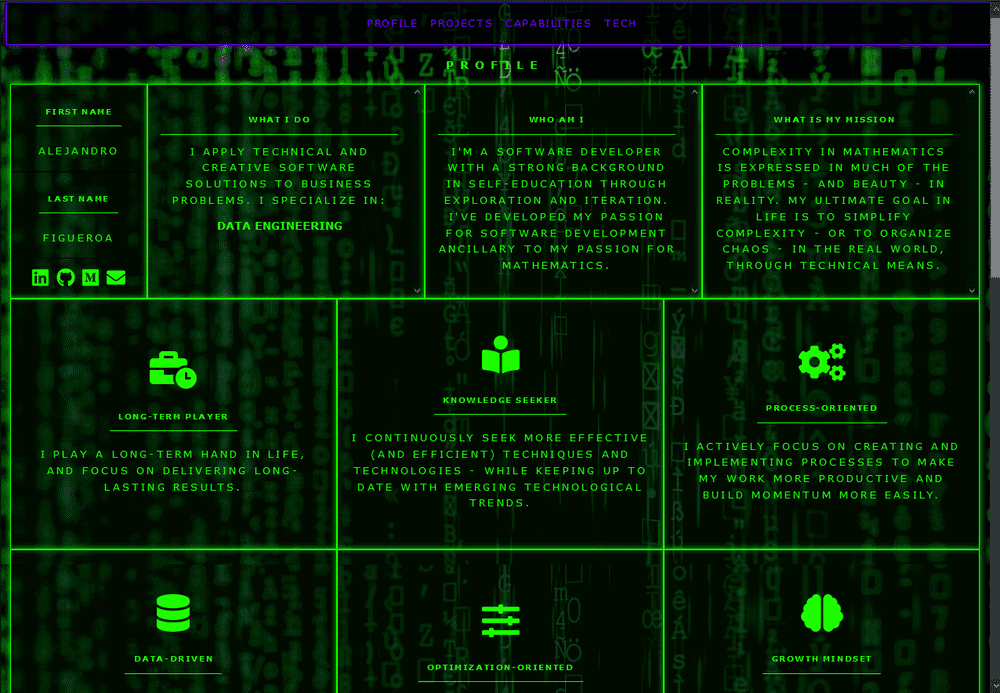 PROFILE PROJECTS CAPABILITIES TECH
PROFILE
FIRST NAME
ALEJANDRO
LAST NAME
FIGUEROA
WHAT I DO
I APPLY TECHNICAL AND
CREATIVE SOFTWARE
SOLUTIONS TO BUSINESS
PROBLEMS. I SPECIALIZE IN:
DATA ENGINEERING
WHO AM I
I'M A SOFTWARE DEVELOPER
WITH A STRONG BACKGROUND
IN SELF-EDUCATION THROUGH
EXPLORATION AND ITERATION.
I'VE DEVELOPED MY PASSION
FOR SOFTWARE DEVELOPMENT
ANCILLARY TO MY PASSION FOR
MATHEMATICS.
WHAT IS MY MISSION
COMPLEXITY IN MATHEMATICS
IS EXPRESSED IN MUCH OF THE
PROBLEMS - AND BEAUTY - IN
REALITY. MY ULTIMATE GOAL IN
LIFE IS TO SIMPLIFY
COMPLEXITY - OR TO ORGANIZE
CHAOS - IN THE REAL WORLD,
THROUGH TECHNICAL MEANS.
LONG-TERM PLAYER
I PLAY A LONG-TERM HAND IN LIFE,
AND FOCUS ON DELIVERING LONG-
LASTING RESULTS.
KNOWLEDGE SEEKER
I CONTINUOUSLY SEEK MORE EFFECTIVE
(AND EFFICIENT) TECHNIQUES AND
TECHNOLOGIES - WHILE KEEPING UP TO
DATE WITH EMERGING TECHNOLOGICAL
TRENDS.
PROCESS-ORIENTED
I ACTIVELY FOCUS ON CREATING AND
IMPLEMENTING PROCESSES TO MAKE
MY WORK MORE PRODUCTIVE AND
BUILD MOMENTUM MORE EASILY.
DATA-DRIVEN
OPTIMIZATION-ORIENTED
GROWTH MINDSET